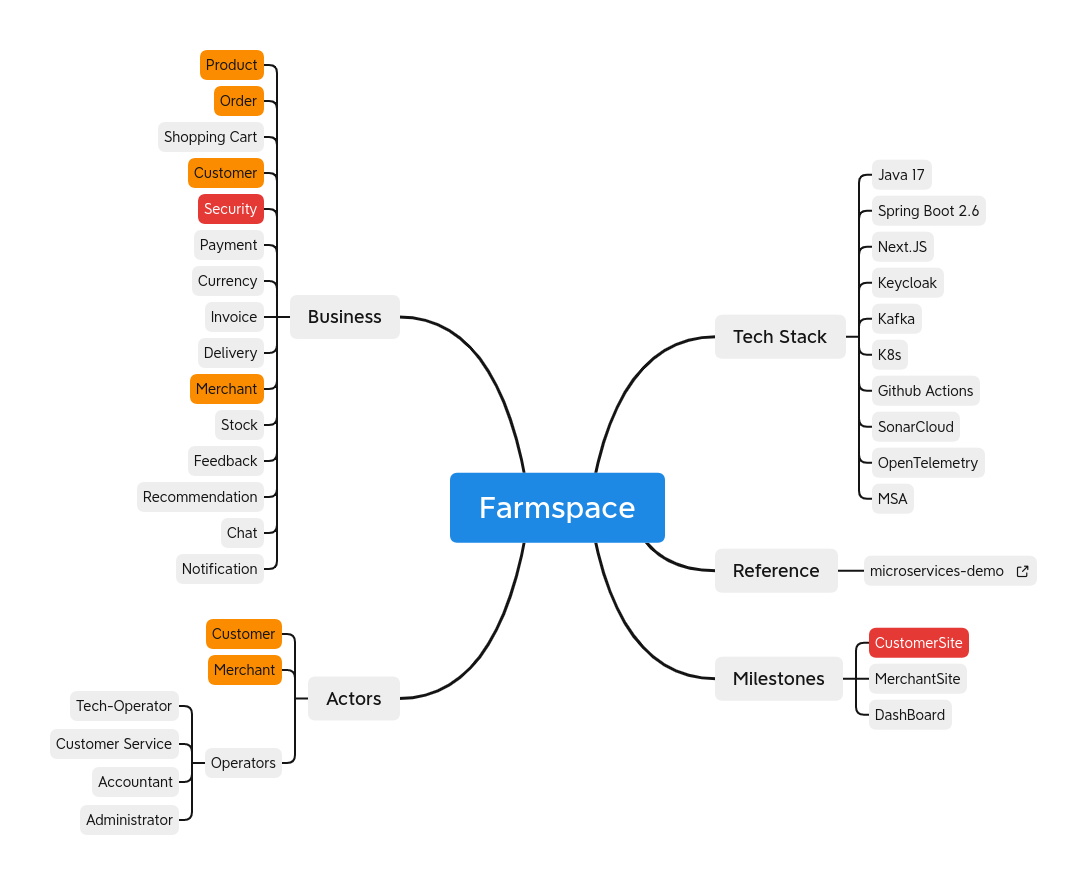 Farmspace
Business
Product
Order
Shopping Cart
Customer
Security
Payment
Currency
Invoice
Delivery
Merchant
Stock
Feedback
Recommendation
Chat
Notification
Actors
Customer
Merchant
Operators
Tech-Operator
Customer Service
Accountant
Administrator
Tech Stack
Java 17
Spring Boot 2.6
Next.JS
Keycloak
Kafka
K8s
Github Actions
SonarCloud
OpenTelemetry
MSA
Reference
microservices-demo
Milestones
CustomerSite
MerchantSite
DashBoard